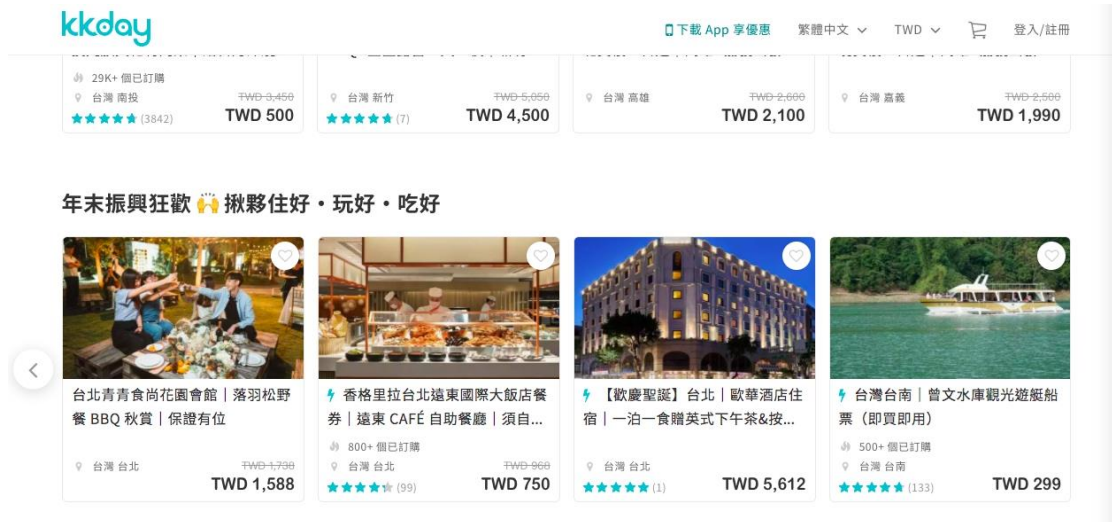 kkday
下載 App 享優惠
繁體中文
TWD
登入/註冊
29K+ 個已訂購
台灣 南投
TWD 3,450
(3842)
TWD 500
台灣 新竹
TWD 5,050
(7)
TWD 4,500
台灣 高雄
TWD 2,600
TWD 2,100
台灣 嘉義
TWD 2,500
TWD 1,990
年末振興狂歡 🙌 揪夥住好・玩好・吃好
台北青青食尚花園會館｜落羽松野
餐 BBQ 秋賞｜保證有位
台灣 台北
TWD 1,730
TWD 1,588
香格里拉台北遠東國際大飯店餐
券｜遠東 CAFÉ 自助餐廳｜須自...
800+ 個已訂購
台灣 台北
TWD 968
(99)
TWD 750
【歡慶聖誕】台北｜歐華酒店住
宿｜一泊一食贈英式下午茶&按...
台灣 台北
(1)
TWD 5,612
台灣台南｜曾文水庫觀光遊艇船
票（即買即用）
500+ 個已訂購
台灣 台南
(133)
TWD 299